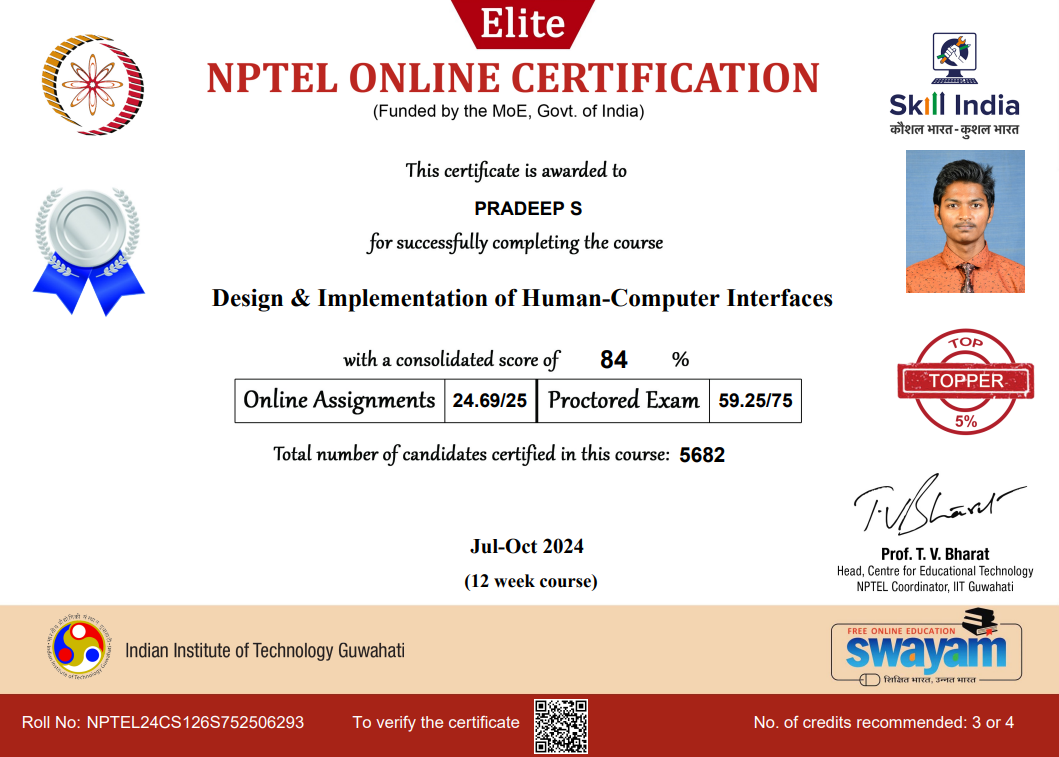 Elite
NPTEL ONLINE CERTIFICATION
(Funded by the MoE, Govt. of India)
Skill India
कौशल भारत - कुशल भारत
This certificate is awarded to
PRADEEP S
for successfully completing the course
Design & Implementation of Human-Computer Interfaces
with a consolidated score of 84 %
Online Assignments 24.69/25 Proctored Exam 59.25/75
TOP
TOPPER
5%
Total number of candidates certified in this course: 5682
T. V. Bharat
Jul-Oct 2024
(12 week course)
Prof. T. V. Bharat
Head, Centre for Educational Technology
NPTEL Coordinator, IIT Guwahati
Indian Institute of Technology Guwahati
FREE ONLINE EDUCATION
swayam
शिक्षित भारत, उन्नत भारत
Roll No: NPTEL24CS126S752506293 To verify the certificate No. of credits recommended: 3 or 4